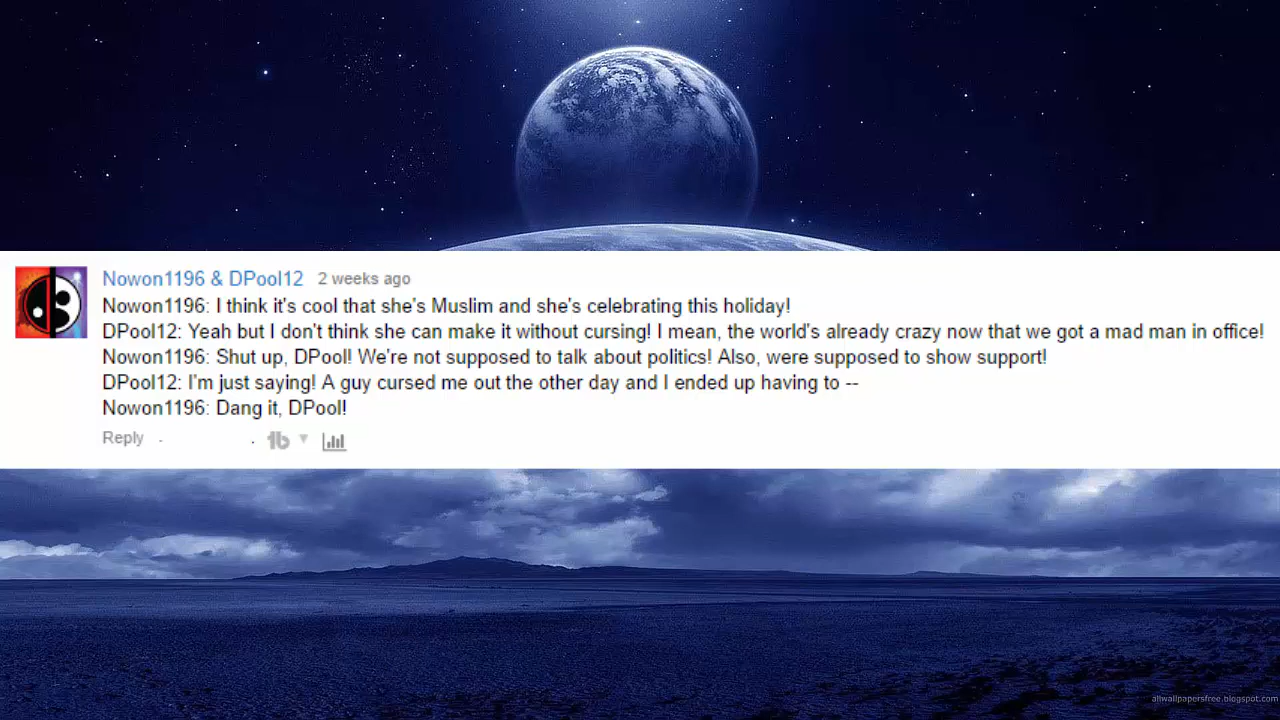 Nowon1196 & DPool12 2 weeks ago
Nowon1196: I think it's cool that she's Muslim and she's celebrating this holiday!
DPool12: Yeah but I don't think she can make it without cursing! I mean, the world's already crazy now that we got a mad man in office!
Nowon1196: Shut up, DPool! We're not supposed to talk about politics! Also, were supposed to show support!
DPool12: I'm just saying! A guy cursed me out the other day and I ended up having to --
Nowon1196: Dang it, DPool!
Reply
allwallpapersfree.blogspot.com